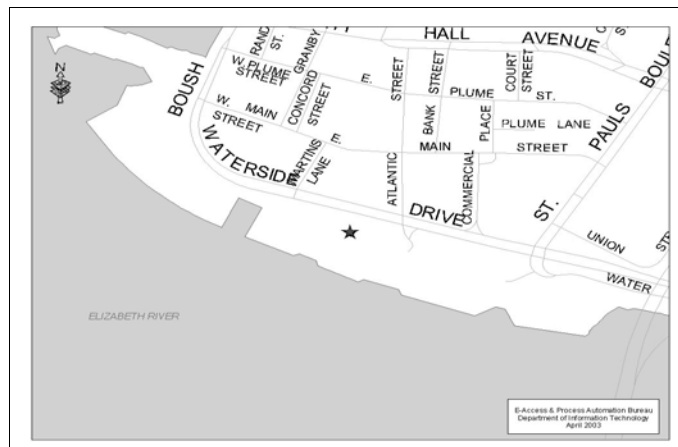 HALL AVENUE
RAND
ST.
GRANBY
BOUSH
W. PLUME
STREET
CONCORD
STREET
E.
PLUME
ST.
STREET
STREET
COURT
STREET
BOULE
W. MAIN
STREET
E.
MAIN
STREET
BANK
PLACE
PLUME LANE
PAULS
WATERSIDE
MARTINS
LANE
ATLANTIC
COMMERCIAL
DRIVE
ST.
UNION
STR
WATER
N
ELIZABETH RIVER
E-Access & Process Automation Bureau
Department of Information Technology
April 2003